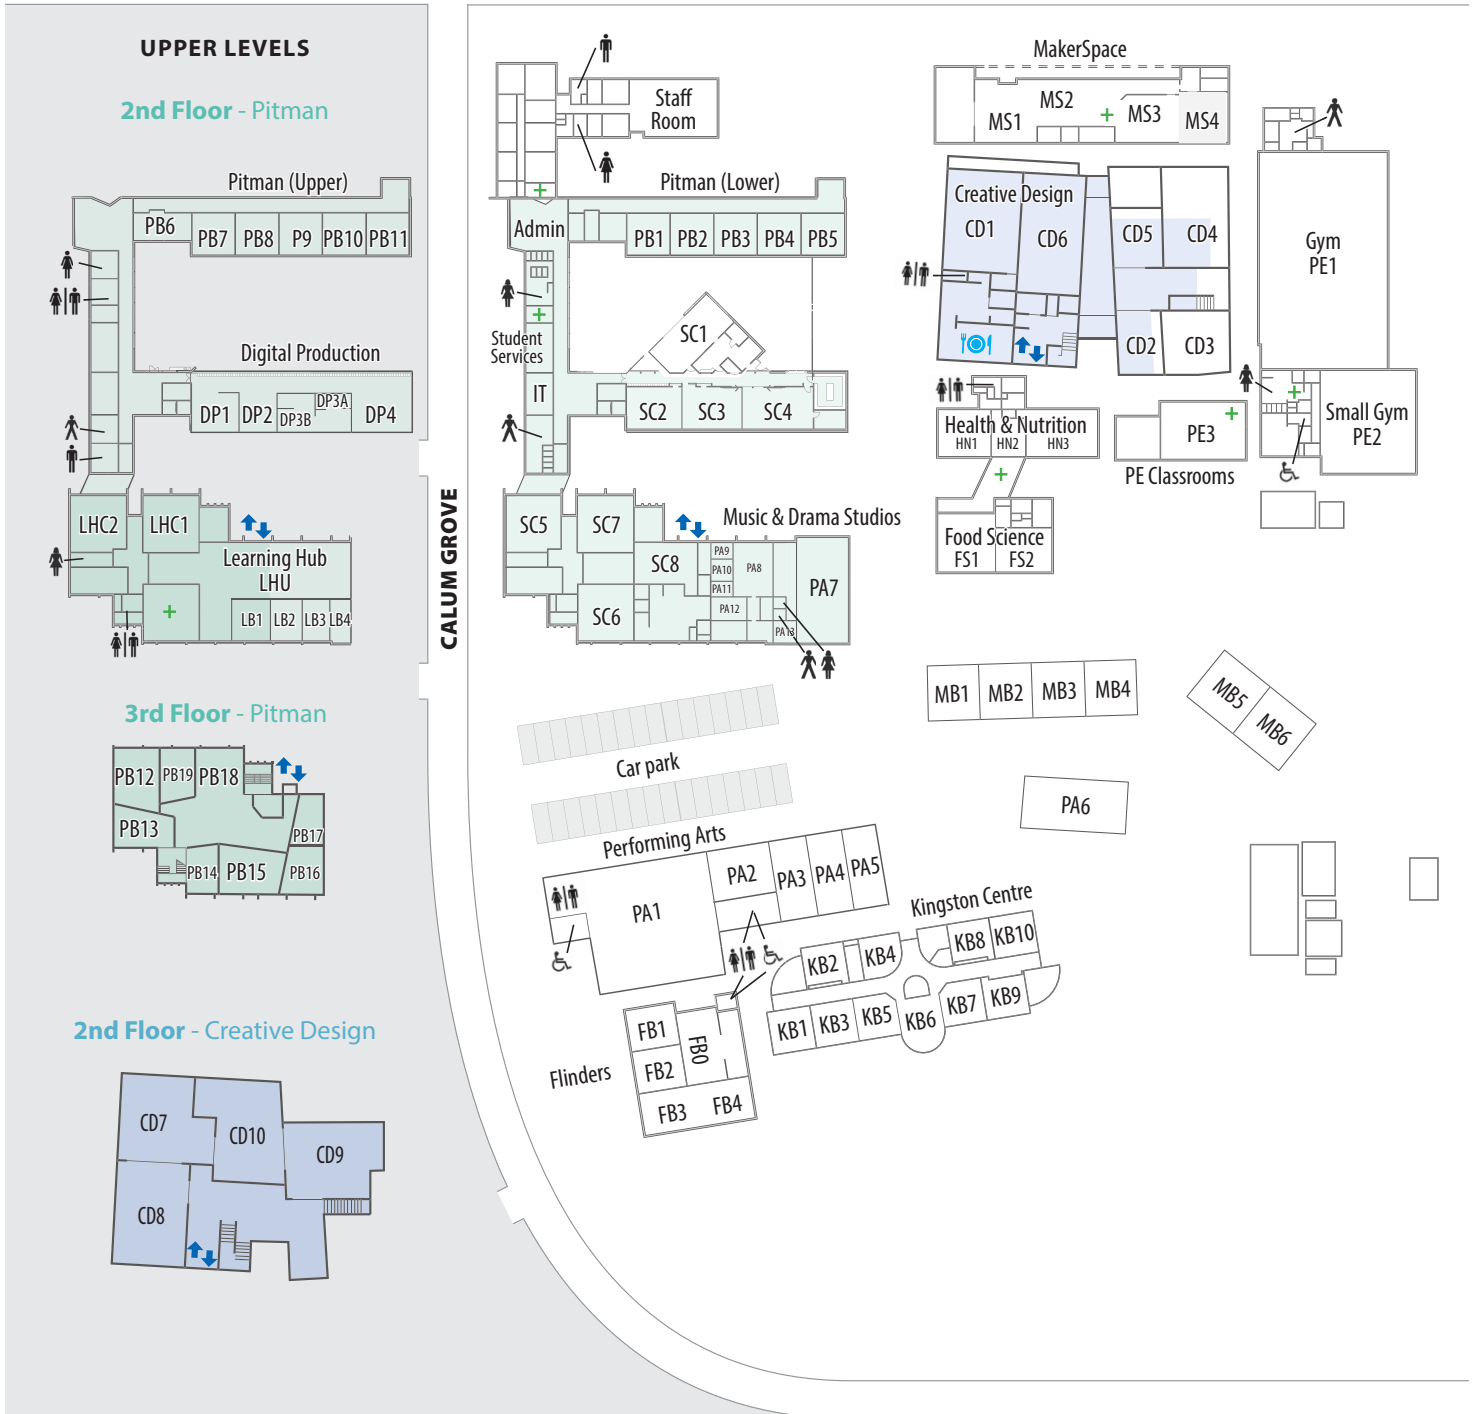 UPPER LEVELS
2nd Floor - Pitman
Pitman (Upper)
PB6
PB7
PB8
P9
PB10
PB11
Digital Production
DP1
DP2
DP3B
DP3A
DP4
LHC2
LHC1
Learning Hub
LHU
LB1
LB2
LB3
LB4
3rd Floor - Pitman
PB12
PB19
PB18
PB13
PB17
PB14
PB15
PB16
2nd Floor - Creative Design
CD7
CD10
CD9
CD8
CALUM GROVE
Staff
Room
Pitman (Lower)
Admin
PB1
PB2
PB3
PB4
PB5
Student
Services
SC1
IT
SC2
SC3
SC4
Music & Drama Studios
SC5
SC7
SC8
SC6
PA9
PA10
PA11
PA8
PA12
PA13
PA7
MakerSpace
MS1
MS2
MS3
MS4
Creative Design
CD1
CD6
CD5
CD4
CD2
CD3
Gym
PE1
Small Gym
PE2
PE3
PE Classrooms
Health & Nutrition
HN1
HN2
HN3
Food Science
FS1
FS2
MB1
MB2
MB3
MB4
MB5
MB6
PA6
Car park
Performing Arts
PA1
PA2
PA3
PA4
PA5
Kingston Centre
KB2
KB4
KB8
KB10
KB1
KB3
KB5
KB6
KB7
KB9
Flinders
FB1
FB2
FB0
FB3
FB4